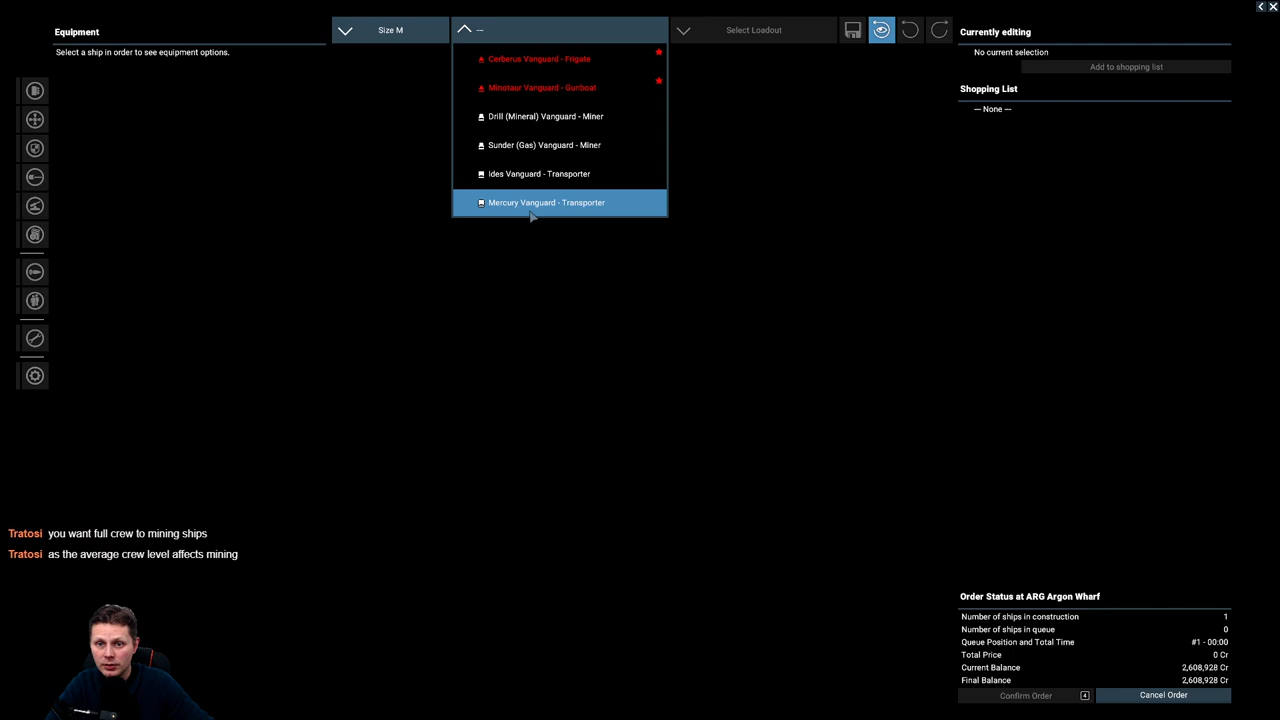 Equipment
Select a ship in order to see equipment options.
Size M
---
Select Loadout
Cerberus Vanguard - Frigate
Minotaur Vanguard - Gunboat
Drill (Mineral) Vanguard - Miner
Sunder (Gas) Vanguard - Miner
Ides Vanguard - Transporter
Mercury Vanguard - Transporter
Currently editing
No current selection
Add to shopping list
Shopping List
— None —
Tratosi you want full crew to mining ships
Tratosi as the average crew level affects mining
Order Status at ARG Argon Wharf
Number of ships in construction 1
Number of ships in queue 0
Queue Position and Total Time #1 - 00:00
Total Price 0 Cr
Current Balance 2,608,928 Cr
Final Balance 2,608,928 Cr
Confirm Order 4
Cancel Order